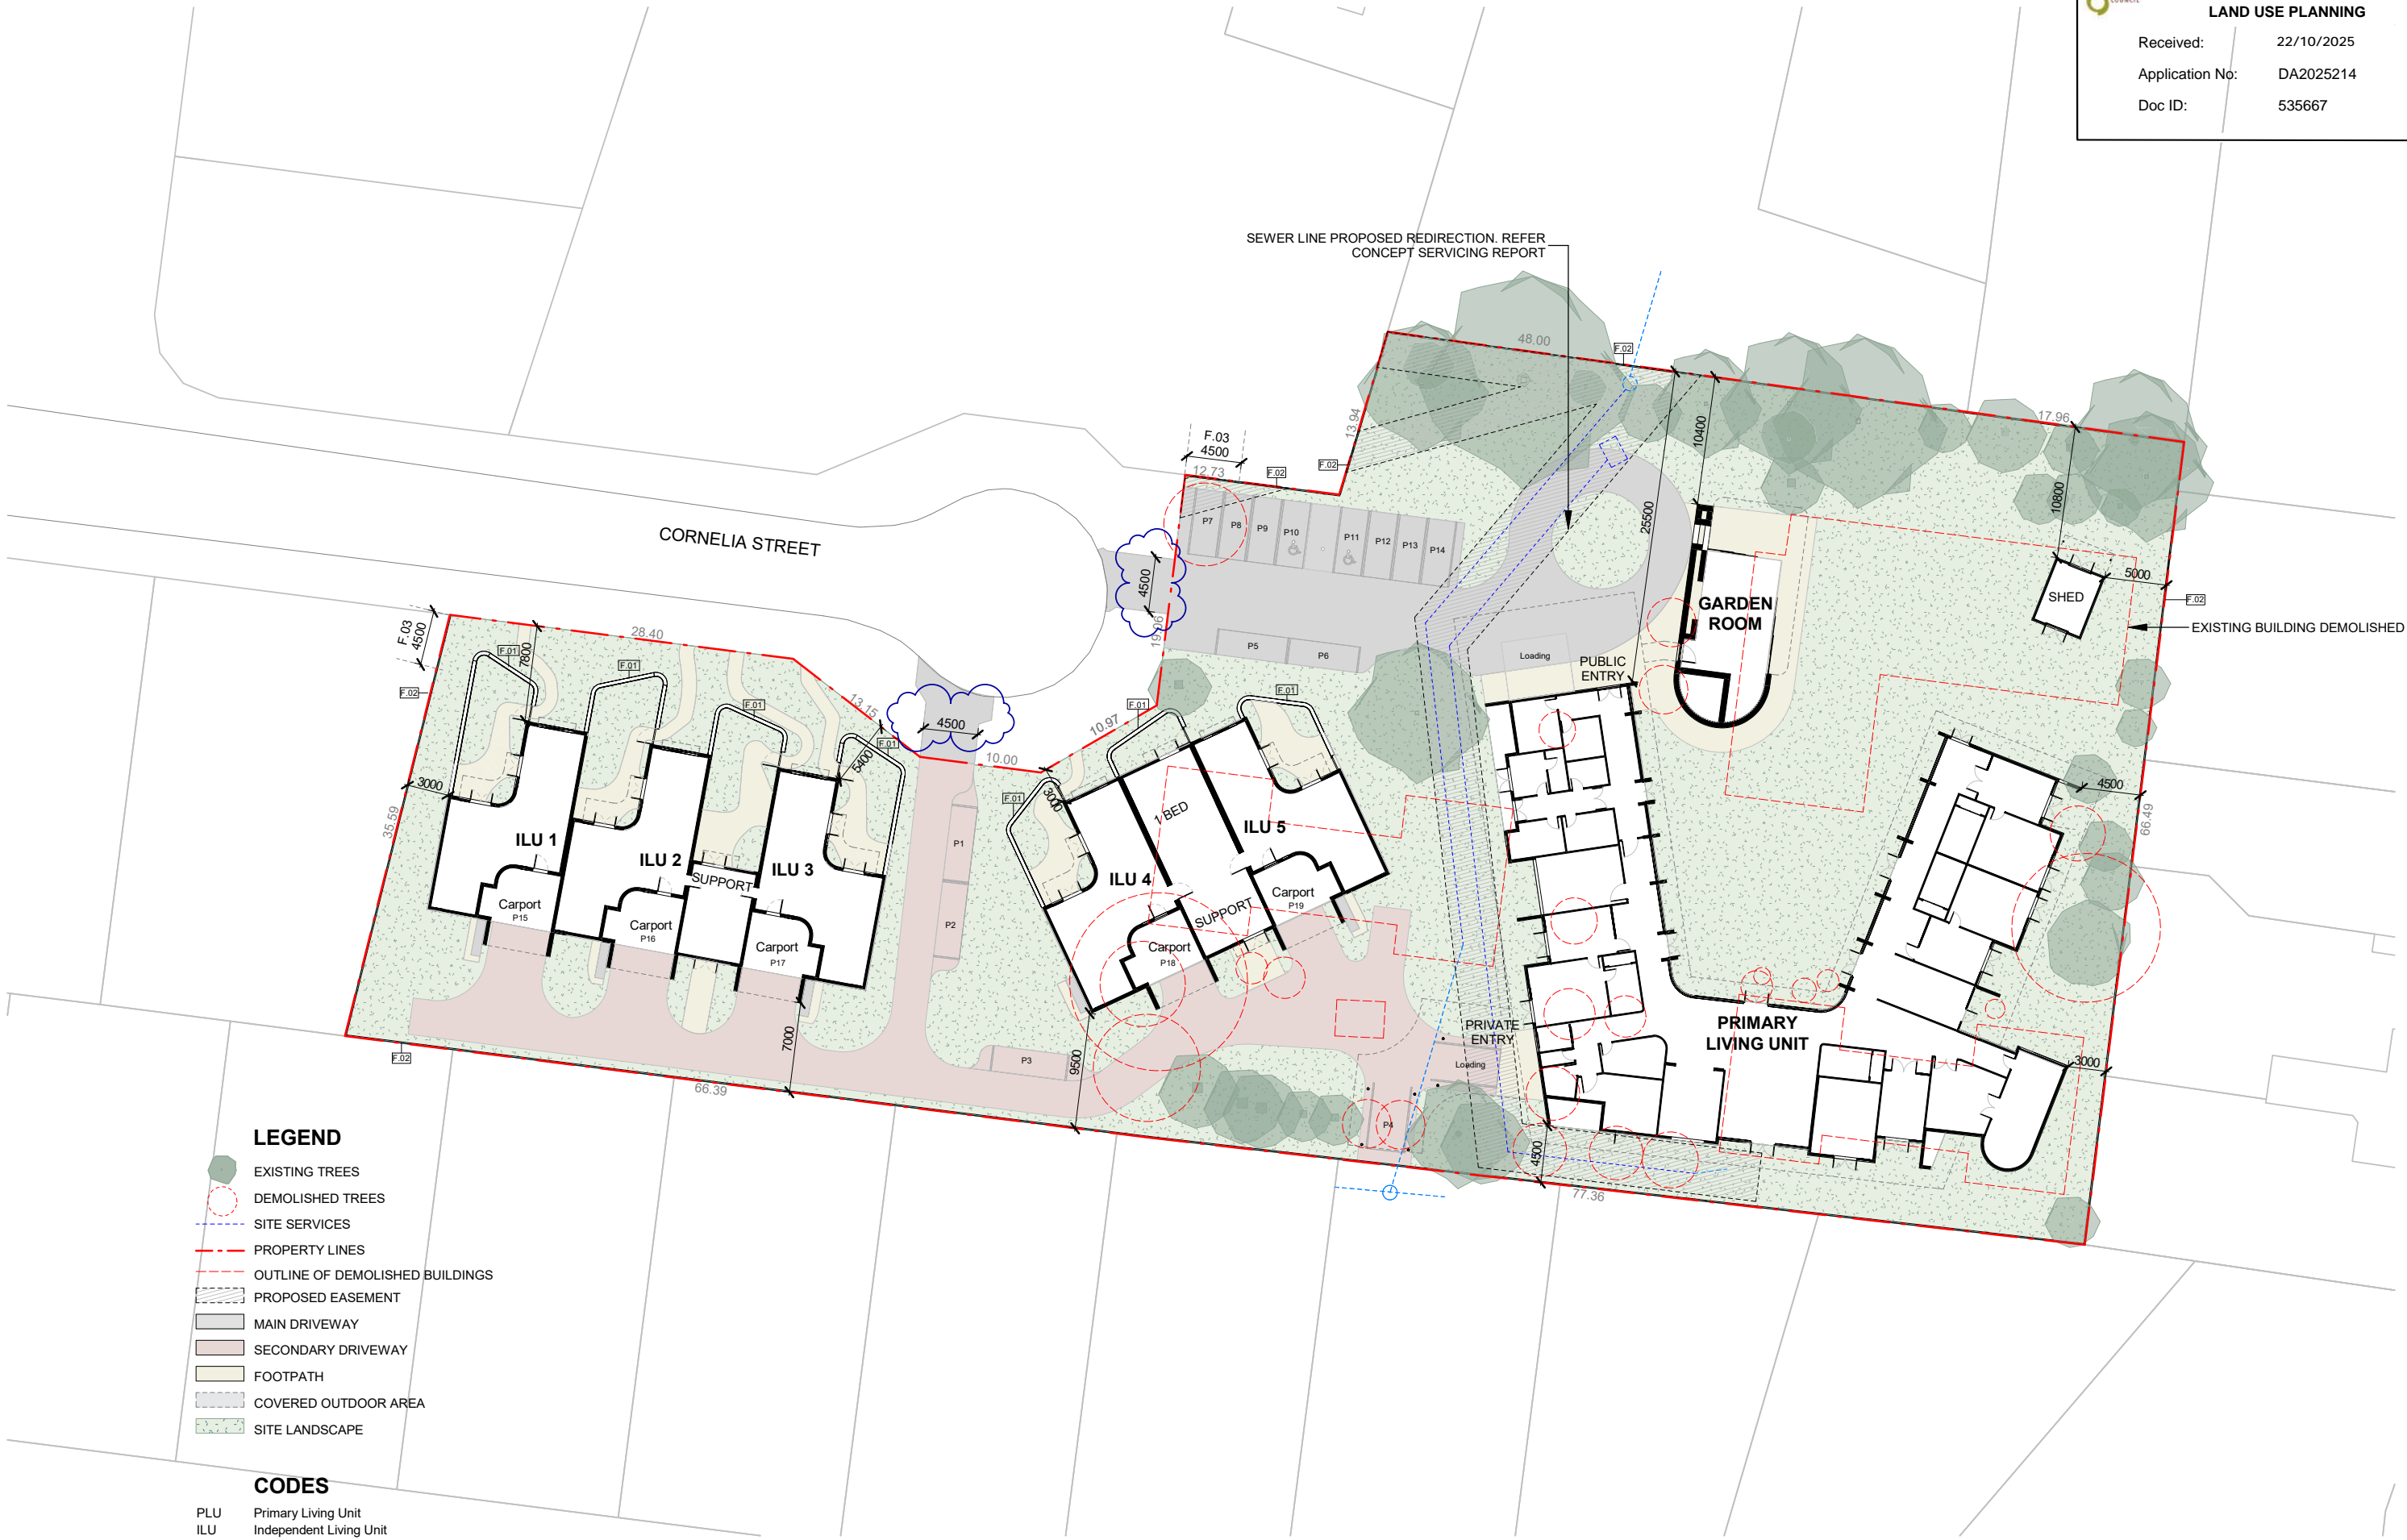 COUNCIL
LAND USE PLANNING
Received: 22/10/2025
Application No: DA2025214
Doc ID: 535667
SEWER LINE PROPOSED REDIRECTION. REFER
CONCEPT SERVICING REPORT
48.00
F.02
17.96
13.94
10400
F.03
4500
12.73
F.02
F.02
25500
10800
P7
P8
P9
P10
P11
P12
P13
P14
CORNELIA STREET
4500
19.06
5000
SHED
F.02
GARDEN
ROOM
EXISTING BUILDING DEMOLISHED
F.03
4500
28.40
7800
F.01
F.01
F.02
P5
P6
Loading
PUBLIC
ENTRY
F.01
13.15
4500
F.01
5400
10.97
F.01
F.01
10.00
3000
F.01
3000
35.59
4500
66.49
1 BED
ILU 1
ILU 2
ILU 3
SUPPORT
P1
P2
ILU 4
ILU 5
SUPPORT
Carport
P15
Carport
P16
Carport
P17
Carport
P18
Carport
P19
7000
9500
P3
PRIVATE
ENTRY
Loading
P4
PRIMARY
LIVING UNIT
3000
F.02
66.39
4500
77.36
LEGEND
EXISTING TREES
DEMOLISHED TREES
SITE SERVICES
PROPERTY LINES
OUTLINE OF DEMOLISHED BUILDINGS
PROPOSED EASEMENT
MAIN DRIVEWAY
SECONDARY DRIVEWAY
FOOTPATH
COVERED OUTDOOR AREA
SITE LANDSCAPE
CODES
PLU Primary Living Unit
ILU Independent Living Unit